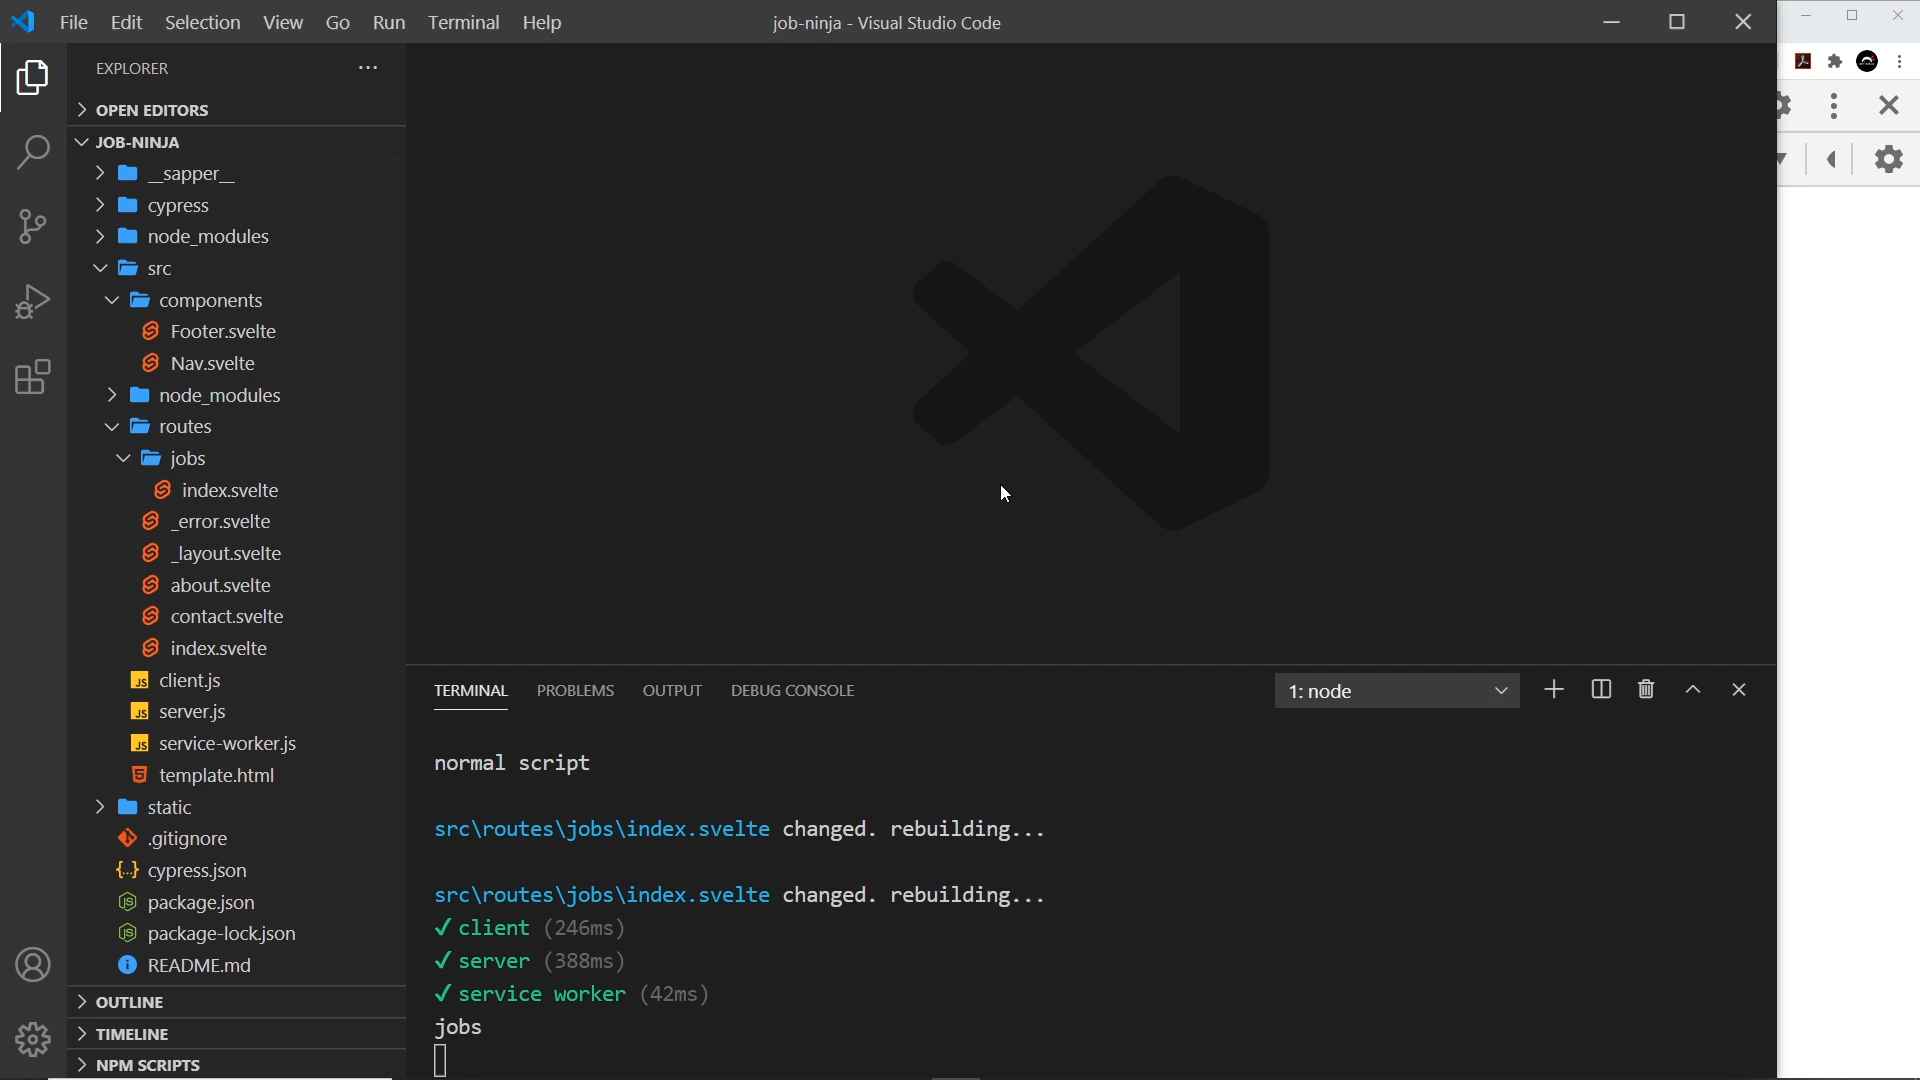 File Edit Selection View Go Run Terminal Help
job-ninja - Visual Studio Code
EXPLORER
OPEN EDITORS
JOB-NINJA
__sapper__
cypress
node_modules
src
components
Footer.svelte
Nav.svelte
node_modules
routes
jobs
index.svelte
_error.svelte
_layout.svelte
about.svelte
contact.svelte
index.svelte
JS client.js
JS server.js
JS service-worker.js
template.html
static
.gitignore
cypress.json
package.json
package-lock.json
README.md
OUTLINE
TIMELINE
NPM SCRIPTS
TERMINAL PROBLEMS OUTPUT DEBUG CONSOLE
1: node
normal script
src\routes\jobs\index.svelte changed. rebuilding...
src\routes\jobs\index.svelte changed. rebuilding...
✓ client (246ms)
✓ server (388ms)
✓ service worker (42ms)
jobs